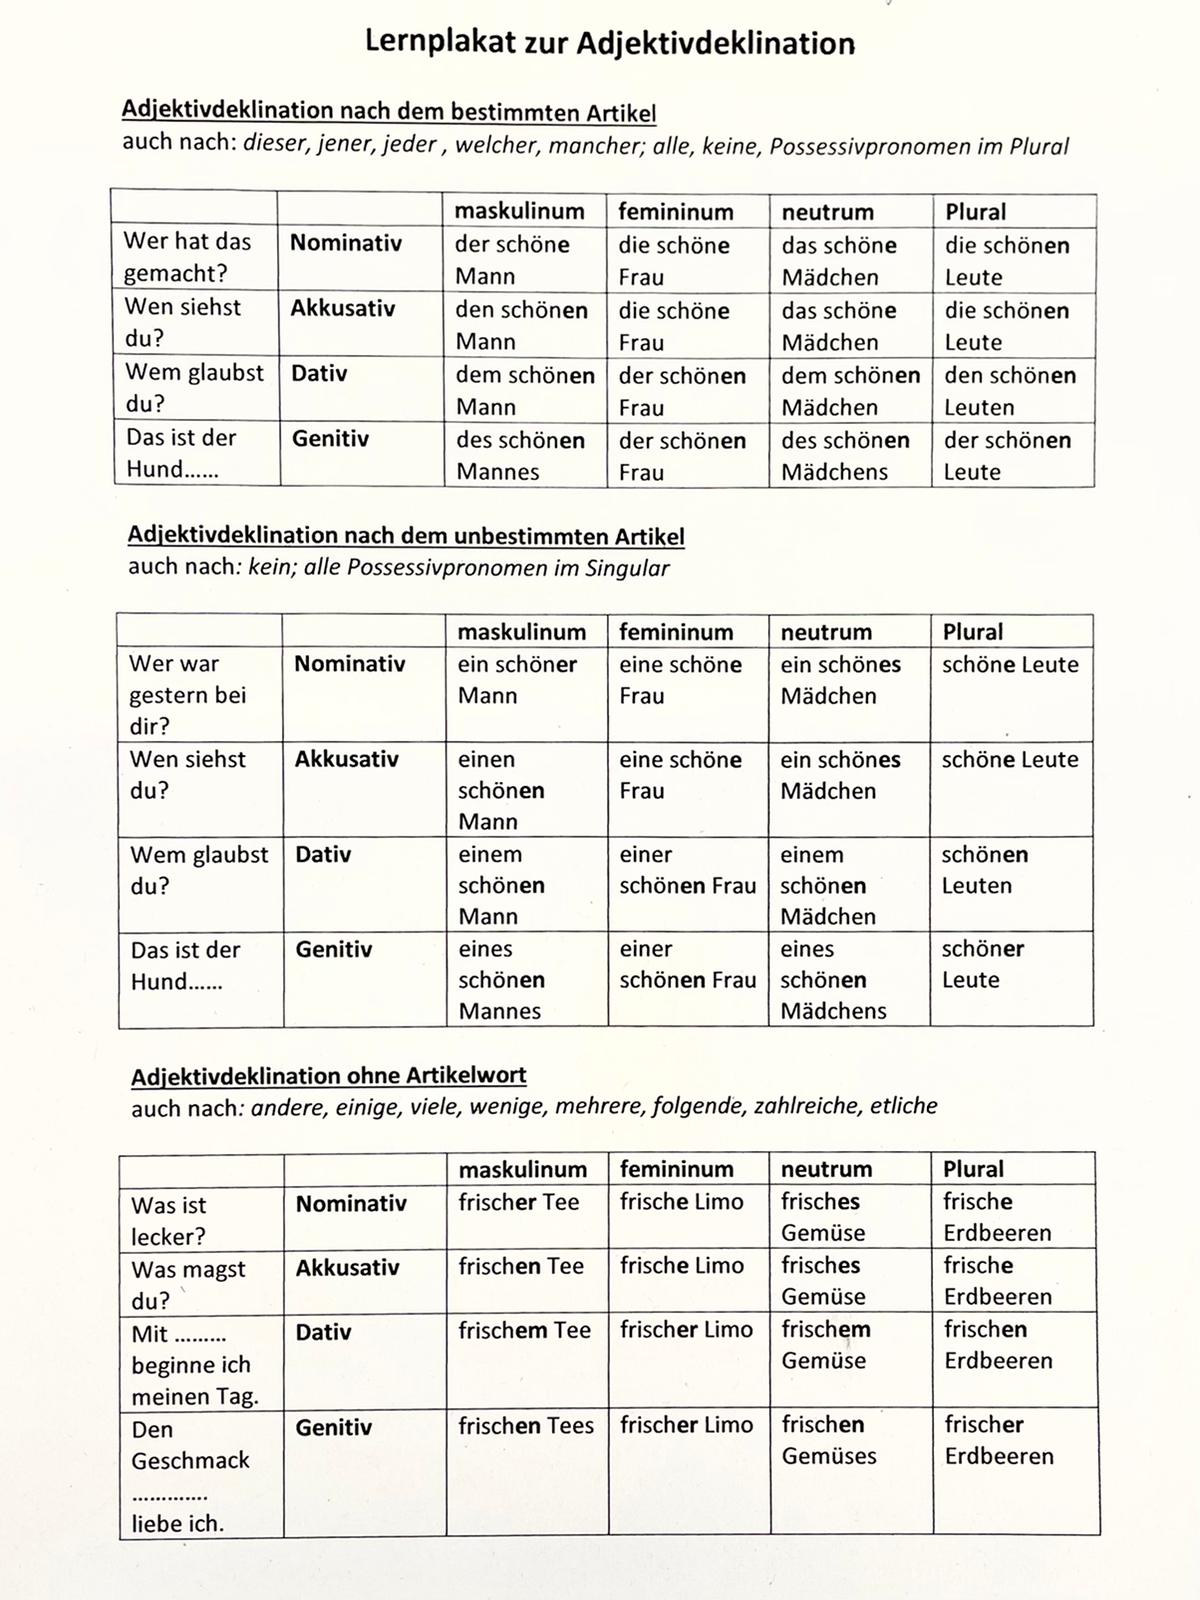 Lernplakat zur Adjektivdeklination
Adjektivdeklination nach dem bestimmten Artikel
auch nach: dieser, jener, jeder , welcher, mancher; alle, keine, Possessivpronomen im Plural
maskulinum femininum neutrum Plural
Wer hat das Nominativ der schöne die schöne das schöne die schönen
gemacht? Mann Frau Mädchen Leute
Wen siehst Akkusativ den schönen die schöne das schöne die schönen
du? Mann Frau Mädchen Leute
Wem glaubst Dativ dem schönen der schönen dem schönen den schönen
du? Mann Frau Mädchen Leuten
Das ist der Genitiv des schönen der schönen des schönen der schönen
Hund...... Mannes Frau Mädchens Leute
Adjektivdeklination nach dem unbestimmten Artikel
auch nach: kein; alle Possessivpronomen im Singular
maskulinum femininum neutrum Plural
Wer war Nominativ ein schöner eine schöne ein schönes schöne Leute
gestern bei Mann Frau Mädchen
dir?
Wen siehst Akkusativ einen eine schöne ein schönes schöne Leute
du? schönen Frau Mädchen
Mann
Wem glaubst Dativ einem einer einem schönen
du? schönen schönen Frau schönen Leuten
Mann Mädchen
Das ist der Genitiv eines einer eines schöner
Hund...... schönen schönen Frau schönen Leute
Mannes Mädchens
Adjektivdeklination ohne Artikelwort
auch nach: andere, einige, viele, wenige, mehrere, folgende, zahlreiche, etliche
maskulinum femininum neutrum Plural
Was ist Nominativ frischer Tee frische Limo frisches frische
lecker? Gemüse Erdbeeren
Was magst Akkusativ frischen Tee frische Limo frisches frische
du? Gemüse Erdbeeren
Mit ......... Dativ frischem Tee frischer Limo frischem frischen
beginne ich Gemüse Erdbeeren
meinen Tag.
Den Genitiv frischen Tees frischer Limo frischen frischer
Geschmack Gemüses Erdbeeren
.............
liebe ich.